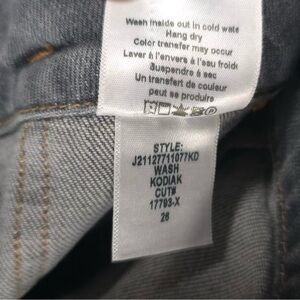 Wash inside out in cold wate
Hang dry
Color transfer may occur
Laver à l'envers à l'eau froide
Suspendre à sec
Un transfert de couleur
peut se produire
STYLE:
J21127711077KD
WASH
KODIAK
CUT#
17793-X
26